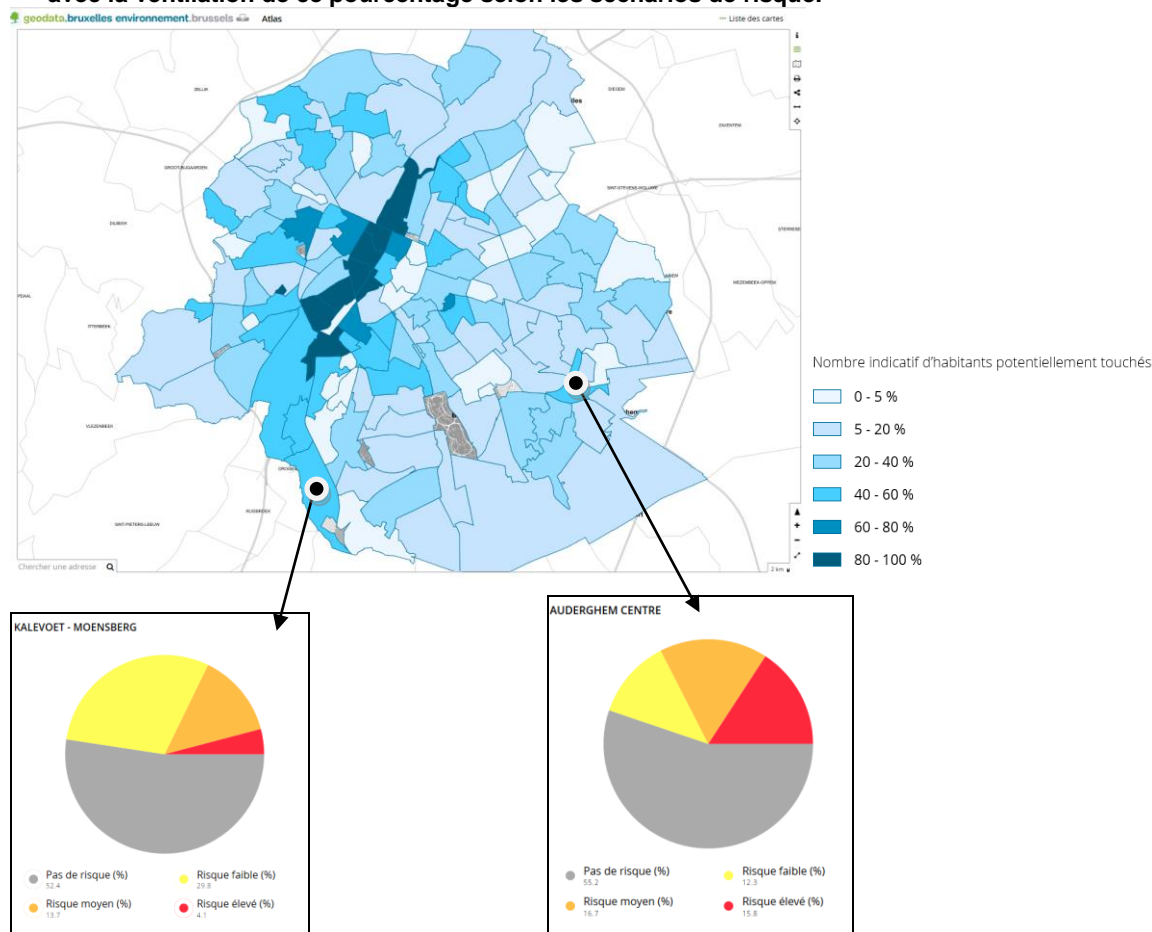 avec la ventilation de ce pourcentage selon les scénarios de risque.
geodata.bruxelles environnement.brussels Atlas
Liste des cartes
ZELLIK
DIEGEM
ZAVENTEM
GROOT-BIJGAARDEN
SINT-STEVENS-WOLUWE
DILBEEK
STERREBEEK
WEZEMBEEK-OPPEM
ITTERBEEK
VLEZENBEEK
RUISBROEK
SINT-PIETERS-LEEUW
Chercher une adresse
2 km
Nombre indicatif d'habitants potentiellement touchés
0 - 5 %
5 - 20 %
20 - 40 %
40 - 60 %
60 - 80 %
80 - 100 %
KALEVOET - MOENSBERG
Pas de risque (%)
52.4
Risque faible (%)
29.8
Risque moyen (%)
13.7
Risque élevé (%)
4.1
AUDERGHEM CENTRE
Pas de risque (%)
55.2
Risque faible (%)
12.3
Risque moyen (%)
16.7
Risque élevé (%)
15.8